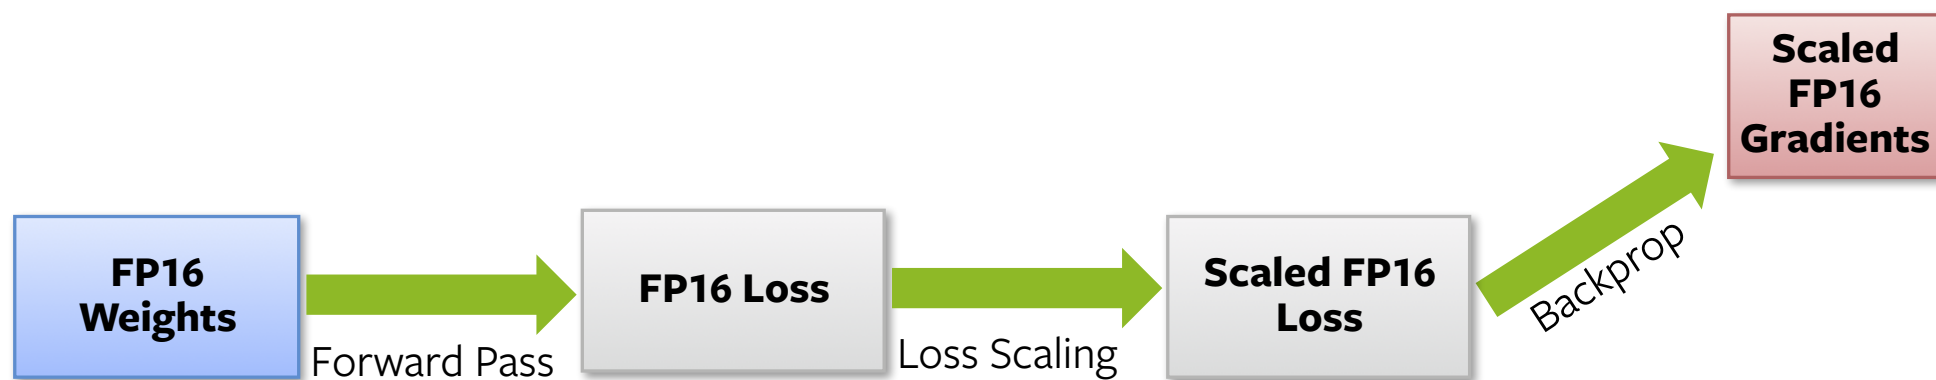 FP16
Weights
Forward Pass
FP16 Loss
Loss Scaling
Scaled FP16
Loss
Backprop
Scaled
FP16
Gradients